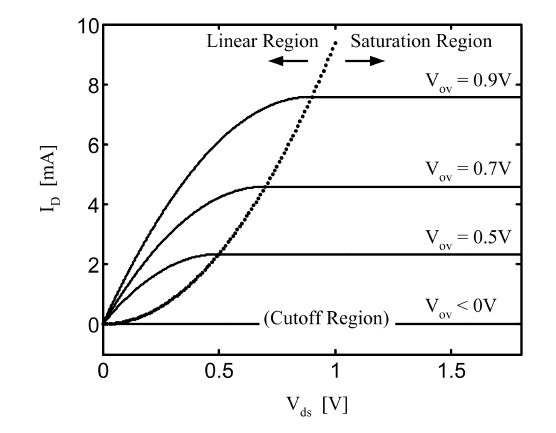 10
Linear Region Saturation Region
8
V_ov = 0.9V
6
I_D [mA]
V_ov = 0.7V
4
V_ov = 0.5V
2
V_ov < 0V
0
(Cutoff Region)
0 0.5 1 1.5
V_ds [V]